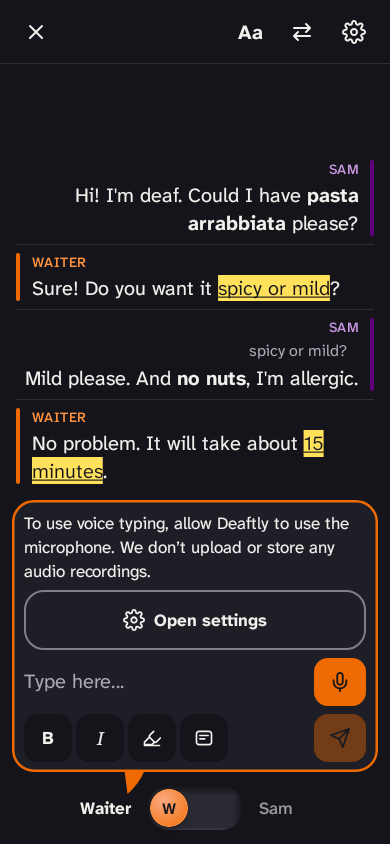 Aa
SAM
Hi! I'm deaf. Could I have pasta
arrabbiata please?
WAITER
Sure! Do you want it spicy or mild?
SAM
spicy or mild?
Mild please. And no nuts, I'm allergic.
WAITER
No problem. It will take about 15
minutes.
To use voice typing, allow Deaftly to use the
microphone. We don’t upload or store any
audio recordings.
Open settings
Type here...
B I
Waiter W Sam